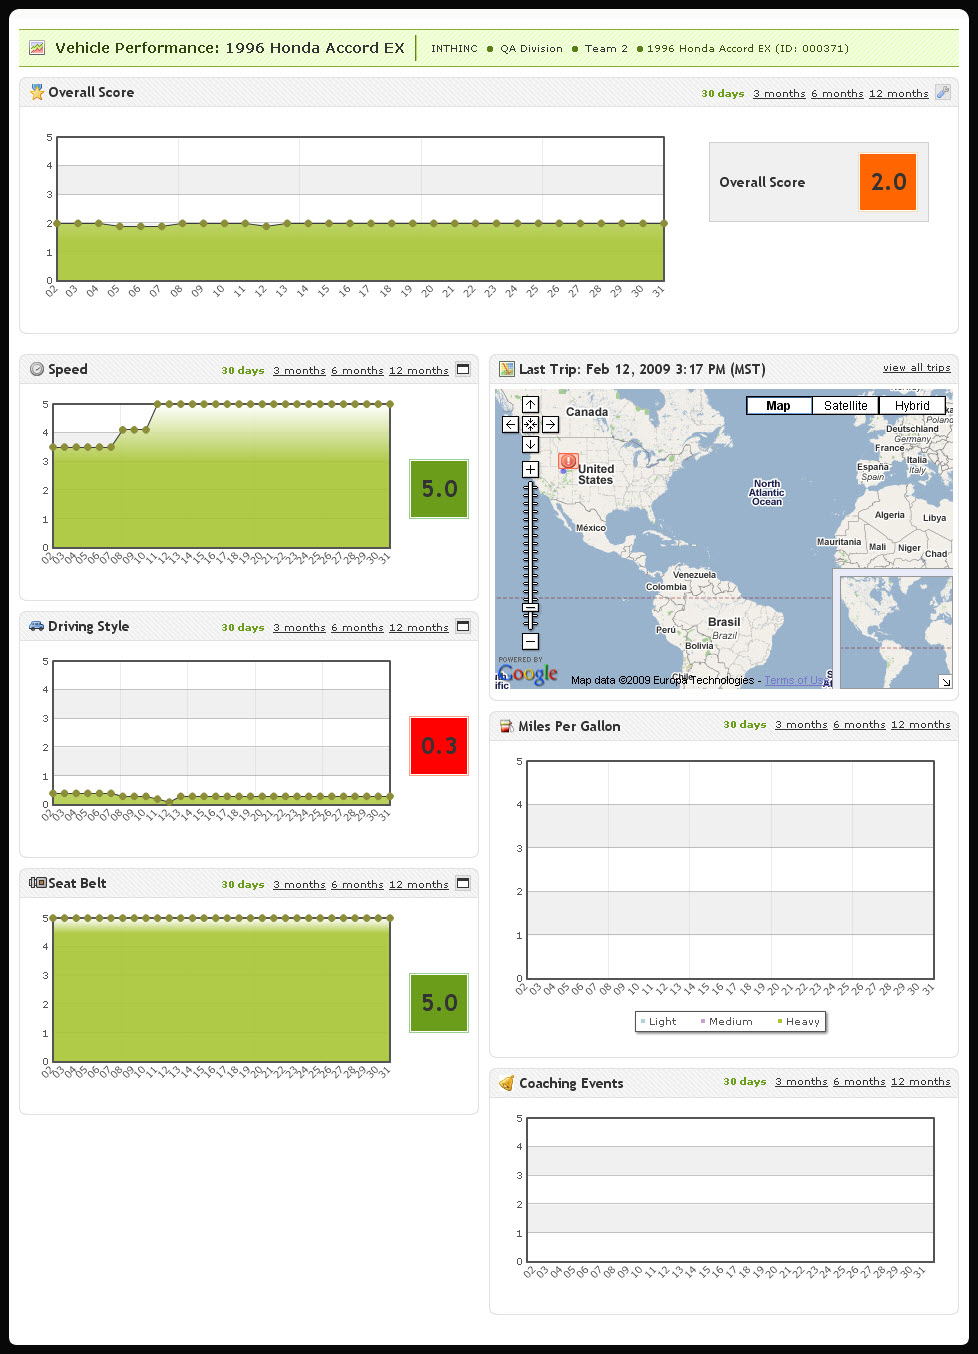 Vehicle Performance: 1996 Honda Accord EX
INTHINC ● QA Division ● Team 2 ● 1996 Honda Accord EX (ID: 000371)
Overall Score
30 days 3 months 6 months 12 months
5
4
3
2
1
0
02 03 04 05 06 07 08 09 10 11 12 13 14 15 16 17 18 19 20 21 22 23 24 25 26 27 28 29 30 31
Overall Score
2.0
Speed
30 days 3 months 6 months 12 months
5
4
3
2
1
0
02 03 04 05 06 07 08 09 10 11 12 13 14 15 16 17 18 19 20 21 22 23 24 25 26 27 28 29 30 31
5.0
Driving Style
30 days 3 months 6 months 12 months
5
4
3
2
1
0
02 03 04 05 06 07 08 09 10 11 12 13 14 15 16 17 18 19 20 21 22 23 24 25 26 27 28 29 30 31
0.3
Seat Belt
30 days 3 months 6 months 12 months
5
4
3
2
1
0
02 03 04 05 06 07 08 09 10 11 12 13 14 15 16 17 18 19 20 21 22 23 24 25 26 27 28 29 30 31
5.0
Last Trip: Feb 12, 2009 3:17 PM (MST)
view all trips
Map Satellite Hybrid
Canada
United
States
México
North
Atlantic
Ocean
Deutschland
Germany
France
Italia
Italy
España
Spain
Algeria
Libya
Mauritania
Mali
Niger
Chad
Venezuela
Colombia
Brasil
Brazil
Perú
Bolivia
Chile
POWERED BY
Google
Map data ©2009 Europa Technologies - Terms of Us
Miles Per Gallon
30 days 3 months 6 months 12 months
5
4
3
2
1
0
02 03 04 05 06 07 08 09 10 11 12 13 14 15 16 17 18 19 20 21 22 23 24 25 26 27 28 29 30 31
Light Medium Heavy
Coaching Events
30 days 3 months 6 months 12 months
5
4
3
2
1
0
02 03 04 05 06 07 08 09 10 11 12 13 14 15 16 17 18 19 20 21 22 23 24 25 26 27 28 29 30 31